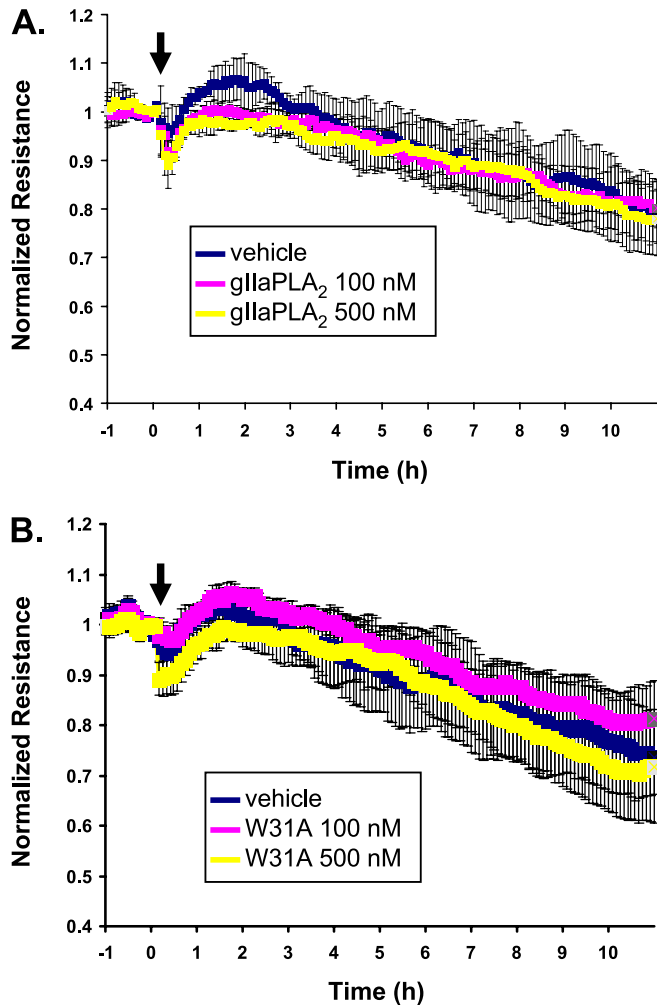 A.
1.2
1.1
1
0.9
0.8
0.7
0.6
0.5
0.4
Normalized Resistance
vehicle
gIIaPLA₂ 100 nM
gIIaPLA₂ 500 nM
-1 0 1 2 3 4 5 6 7 8 9 10
Time (h)
B.
1.2
1.1
1
0.9
0.8
0.7
0.6
0.5
0.4
Normalized Resistance
vehicle
W31A 100 nM
W31A 500 nM
-1 0 1 2 3 4 5 6 7 8 9 10
Time (h)